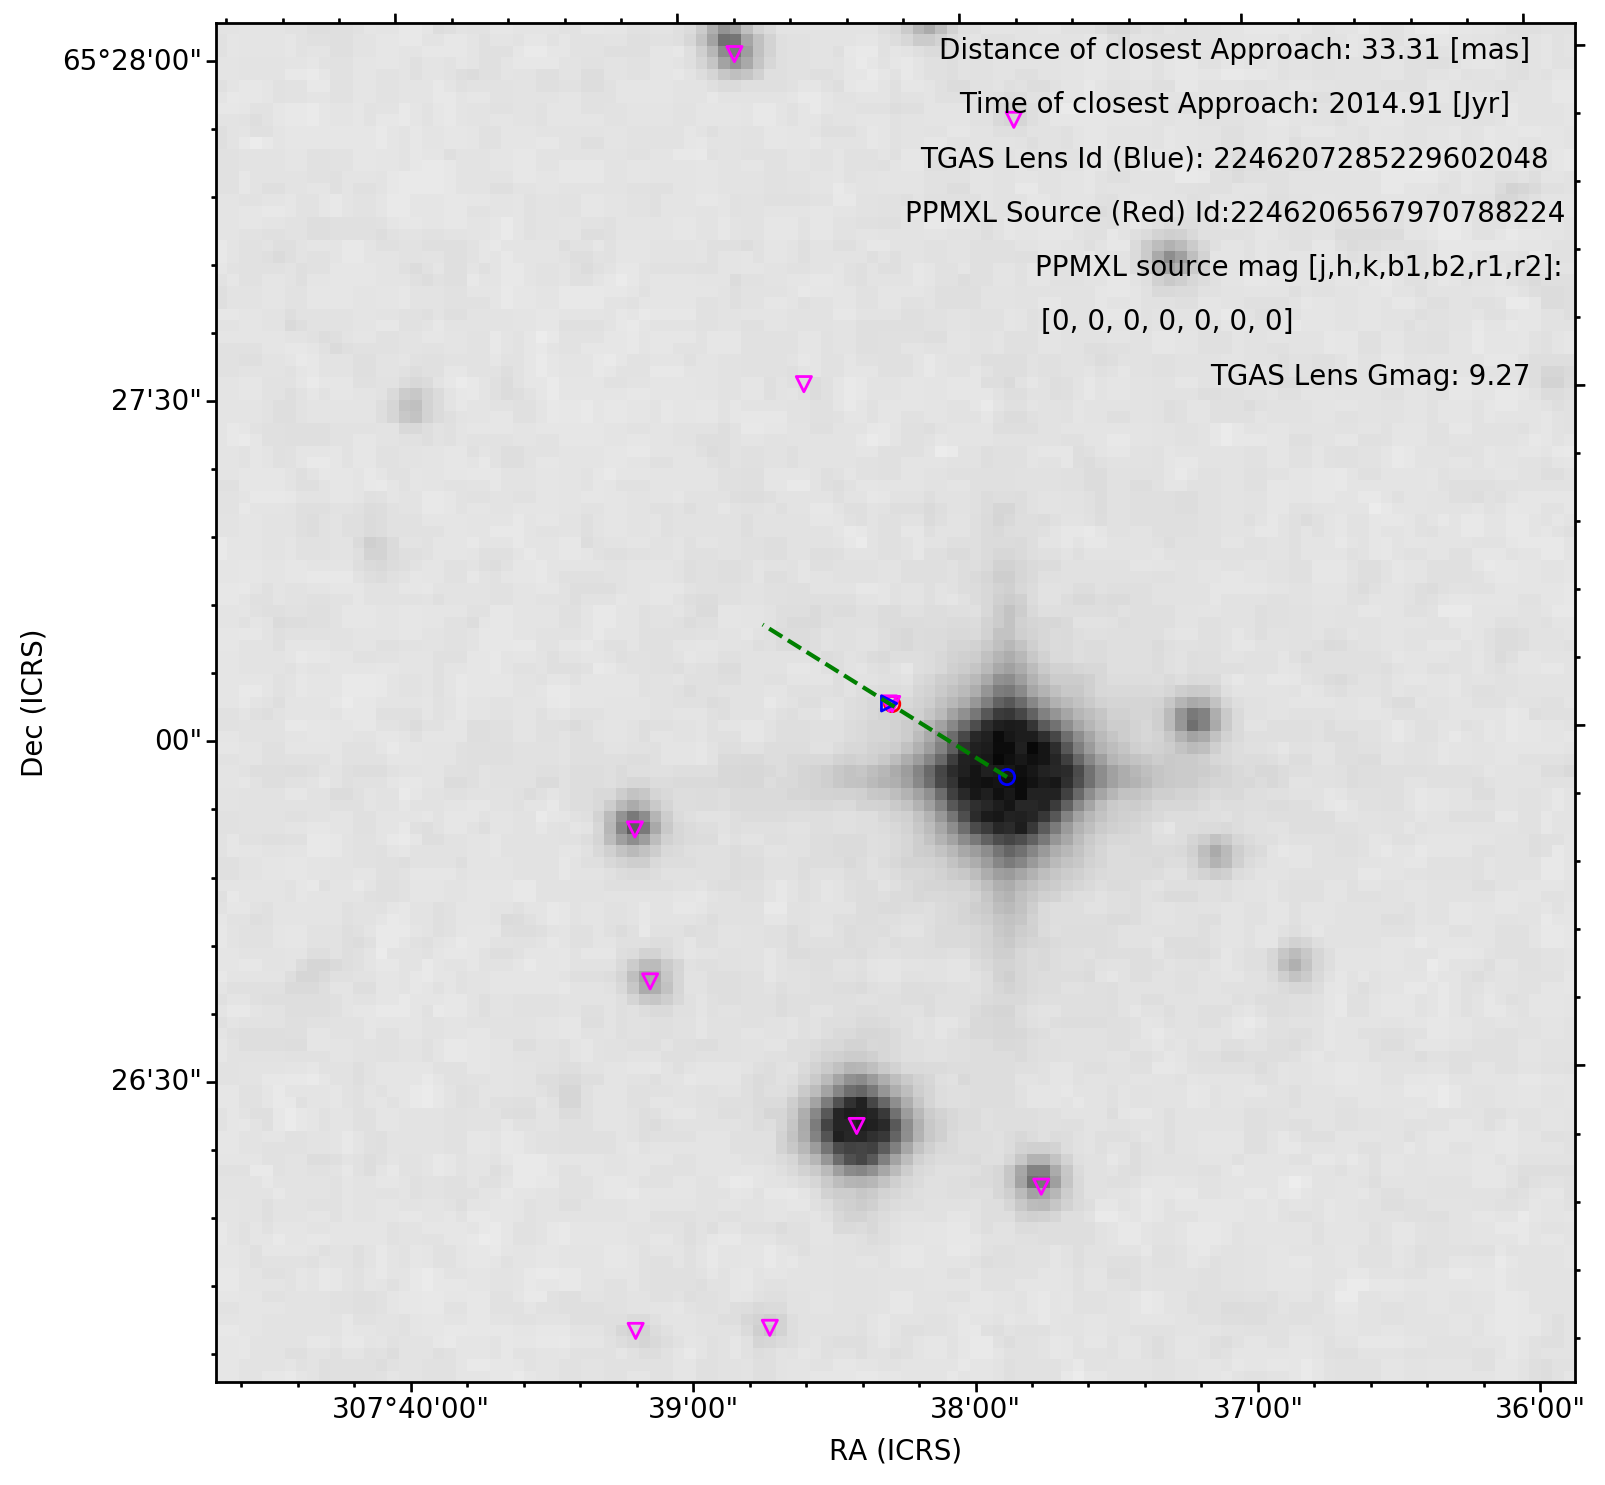 65°28'00"
Distance of closest Approach: 33.31 [mas]
Time of closest Approach: 2014.91 [Jyr]
TGAS Lens Id (Blue): 2246207285229602048
PPMXL Source (Red) Id:2246206567970788224
PPMXL source mag [j,h,k,b1,b2,r1,r2]:
[0, 0, 0, 0, 0, 0, 0]
TGAS Lens Gmag: 9.27
27'30"
00"
26'30"
Dec (ICRS)
307°40'00"
39'00"
38'00"
37'00"
36'00"
RA (ICRS)